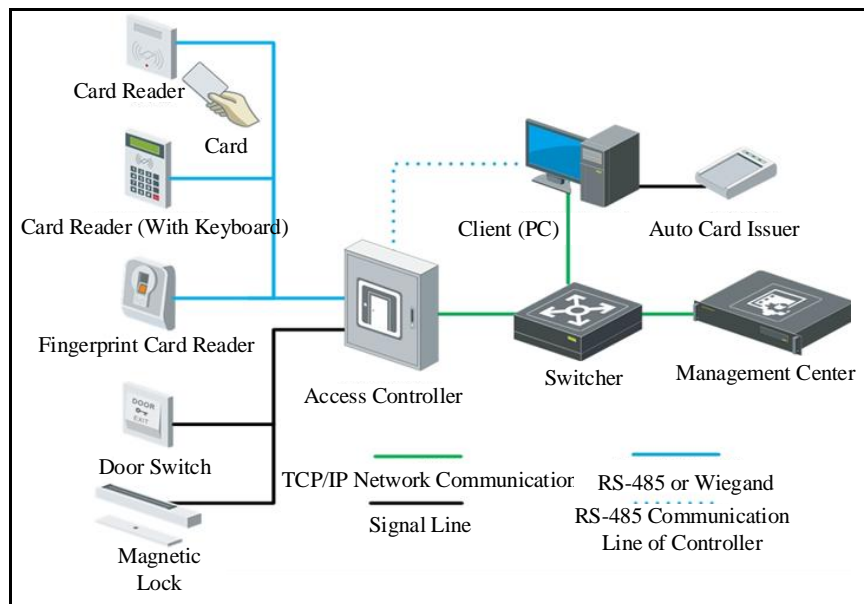 Card Reader
Card
Card Reader (With Keyboard)
Client (PC)
Auto Card Issuer
Fingerprint Card Reader
Access Controller
Switcher
Management Center
DOOR
EXIT
Door Switch
TCP/IP Network Communication
RS-485 or Wiegand
Signal Line
RS-485 Communication
Line of Controller
Magnetic
Lock